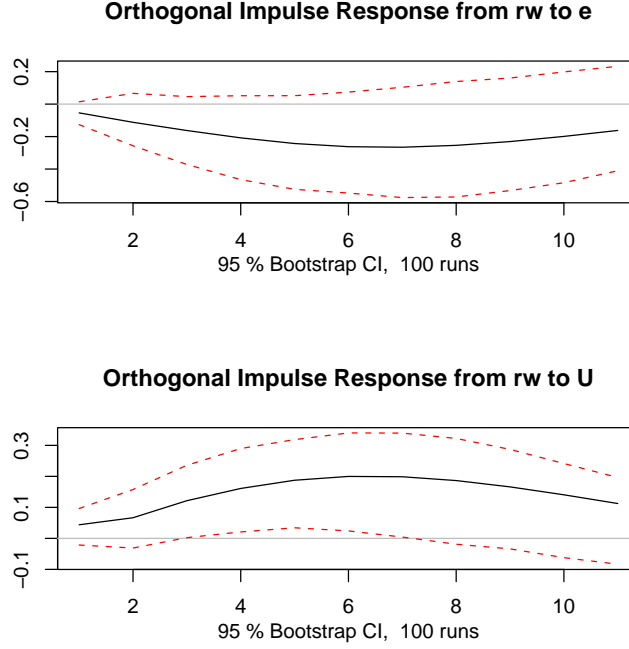 Orthogonal Impulse Response from rw to e
0.2
−0.2
−0.6
2 4 6 8 10
95 % Bootstrap CI, 100 runs
Orthogonal Impulse Response from rw to U
0.3
0.1
−0.1
2 4 6 8 10
95 % Bootstrap CI, 100 runs